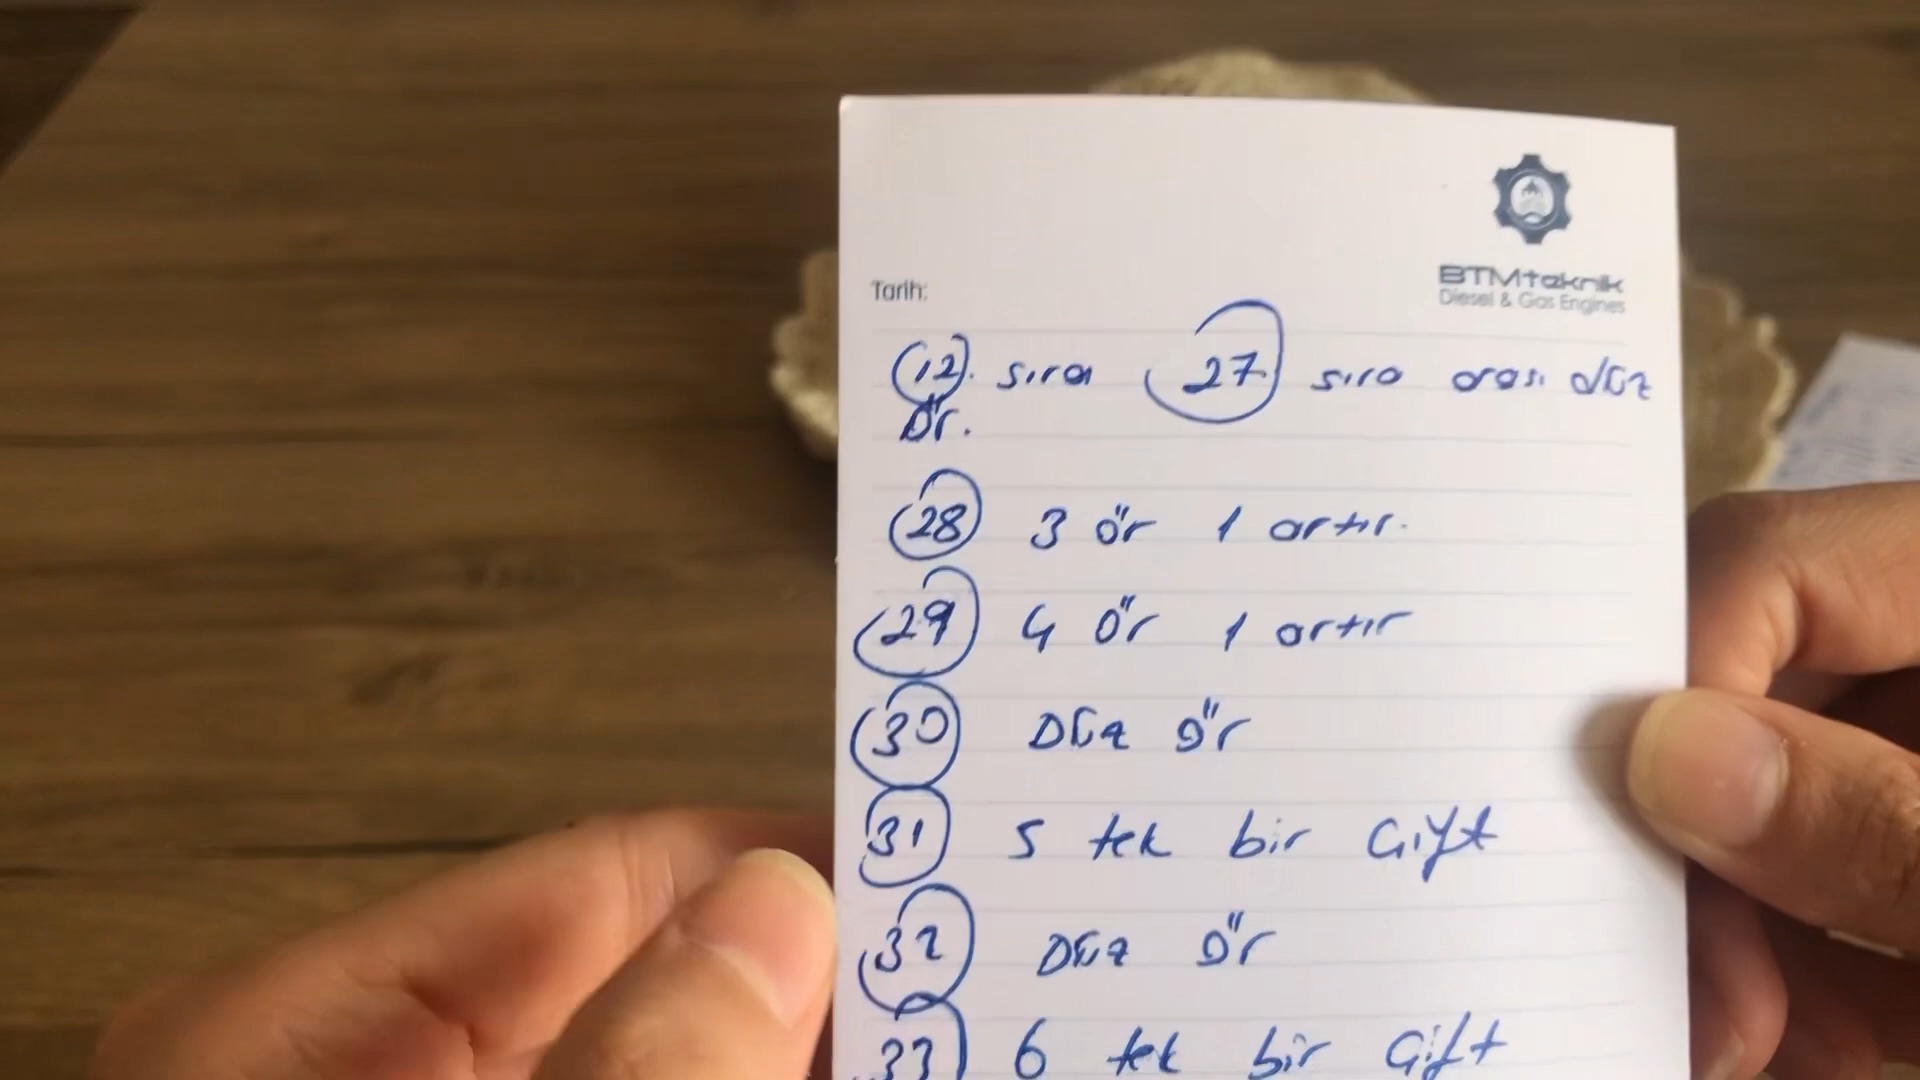 BTMteknik
Diesel & Gas Engines
Tarih:
(12). sıra 27 sıra arası düz
Ör.
28 3 ör 1 artır.
29 4 ör 1 artır
30 Düz Ör
31 5 tek bir Çift
32 Düz Ör
33 6 tek bir Çift